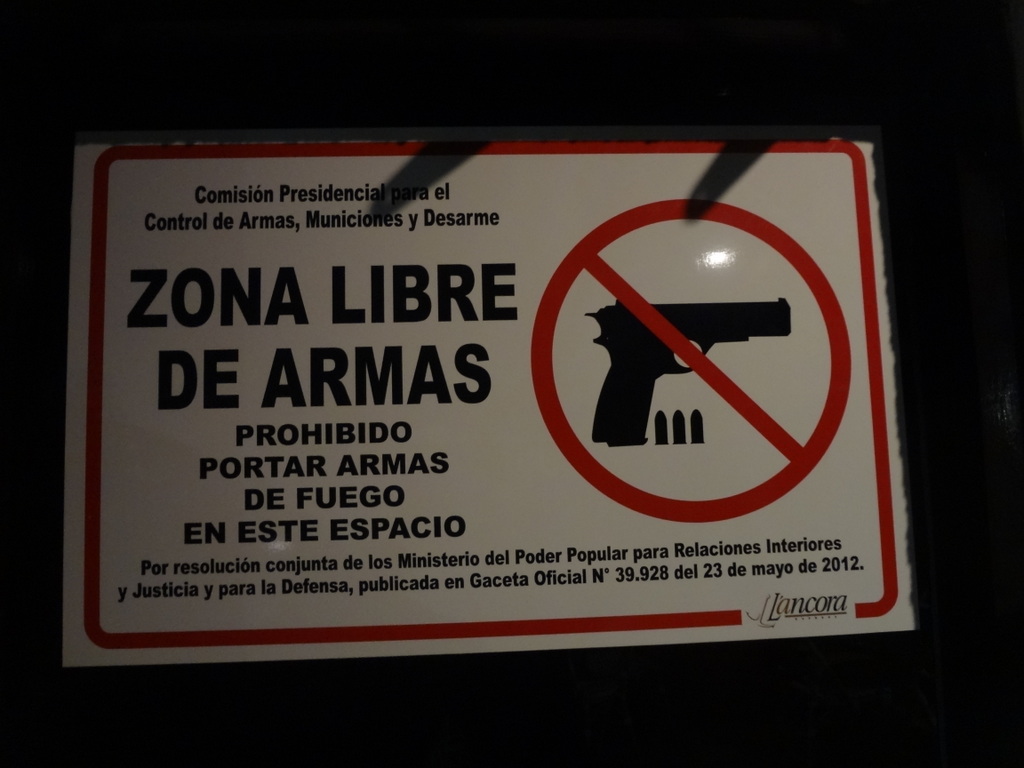 Comisión Presidencial para el
Control de Armas, Municiones y Desarme
ZONA LIBRE
DE ARMAS
PROHIBIDO
PORTAR ARMAS
DE FUEGO
EN ESTE ESPACIO
Por resolución conjunta de los Ministerio del Poder Popular para Relaciones Interiores
y Justicia y para la Defensa, publicada en Gaceta Oficial N° 39.928 del 23 de mayo de 2012.
Lancora